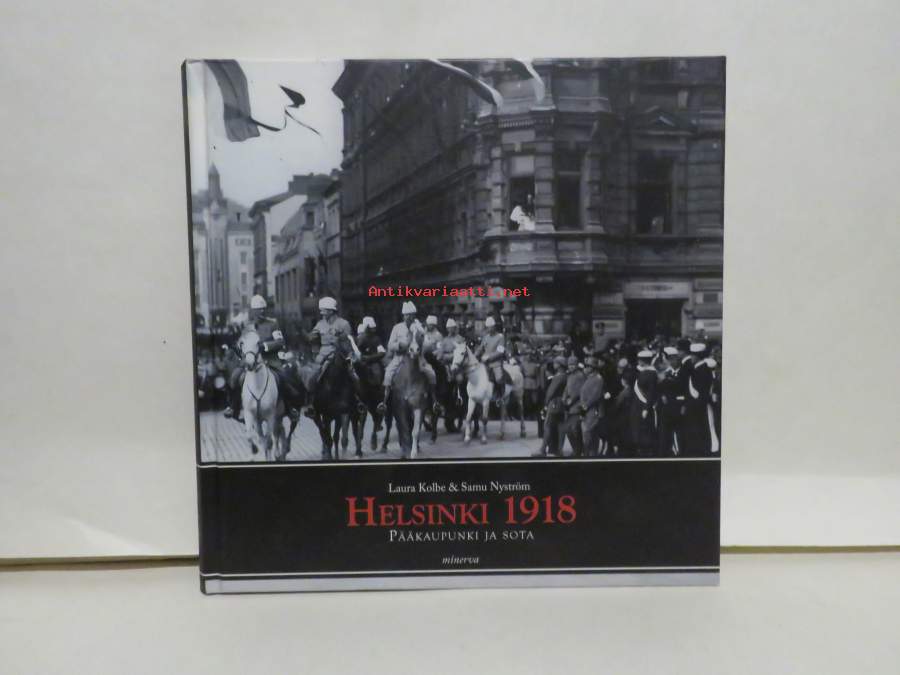 Antikvariaatti.net
Laura Kolbe & Samu Nyström
HELSINKI 1918
PÄÄKAUPUNKI JA SOTA
minerva